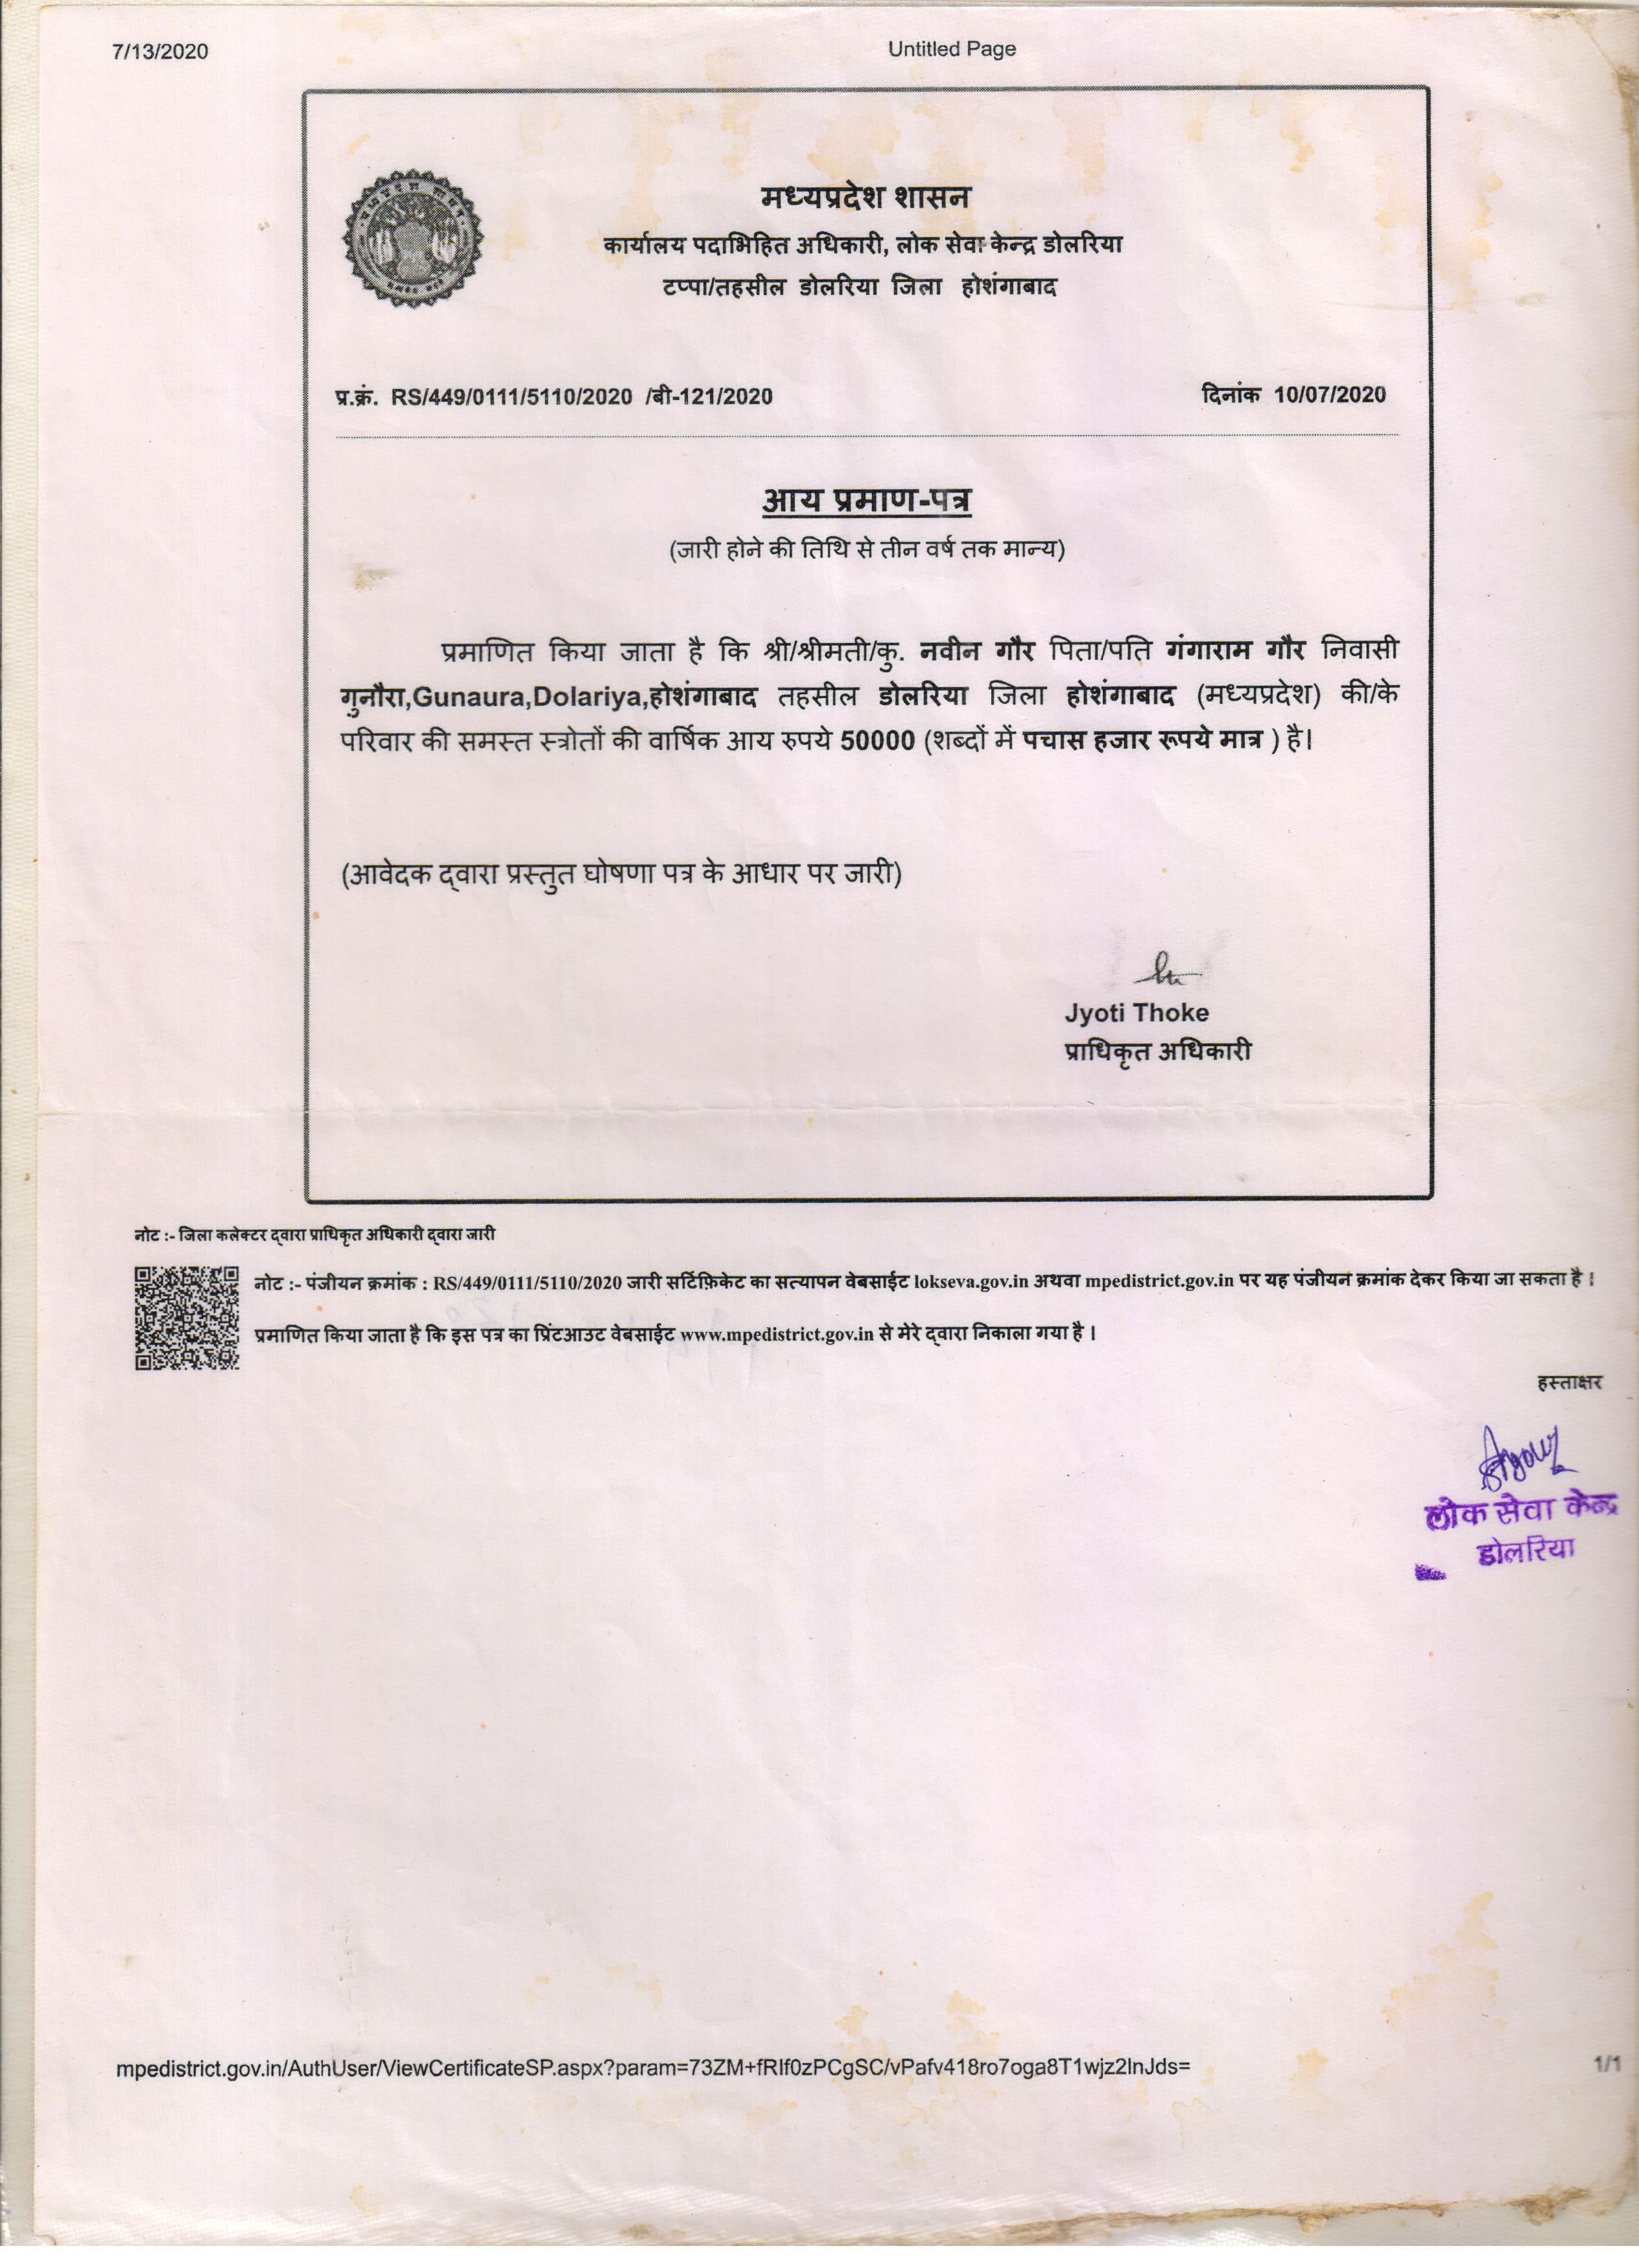 7/13/2020
Untitled Page
मध्यप्रदेश शासन
कार्यालय पदाभिहित अधिकारी, लोक सेवा केन्द्र डोलरिया
टप्पा/तहसील डोलरिया जिला होशंगाबाद
प्र.क्रं. RS/449/0111/5110/2020 /बी-121/2020
दिनांक 10/07/2020
आय प्रमाण-पत्र
(जारी होने की तिथि से तीन वर्ष तक मान्य)
प्रमाणित किया जाता है कि श्री/श्रीमती/कु. नवीन गौर पिता/पति गंगाराम गौर निवासी
गुनौरा,Gunaura,Dolariya,होशंगाबाद तहसील डोलरिया जिला होशंगाबाद (मध्यप्रदेश) की/के
परिवार की समस्त स्त्रोतों की वार्षिक आय रुपये 50000 (शब्दों में पचास हजार रूपये मात्र ) है।
(आवेदक द्वारा प्रस्तुत घोषणा पत्र के आधार पर जारी)
Jyoti Thoke
प्राधिकृत अधिकारी
नोट :- जिला कलेक्टर द्वारा प्राधिकृत अधिकारी द्वारा जारी
नोट :- पंजीयन क्रमांक : RS/449/0111/5110/2020 जारी सर्टिफ़िकेट का सत्यापन वेबसाईट lokseva.gov.in अथवा mpedistrict.gov.in पर यह पंजीयन क्रमांक देकर किया जा सकता है ।
प्रमाणित किया जाता है कि इस पत्र का प्रिंटआउट वेबसाईट www.mpedistrict.gov.in से मेरे द्वारा निकाला गया है ।
हस्ताक्षर
लोक सेवा केन्द्र
डोलरिया
mpedistrict.gov.in/AuthUser/ViewCertificateSP.aspx?param=73ZM+fRIf0zPCgSC/vPafv418ro7oga8T1wjz2lnJds=
1/1